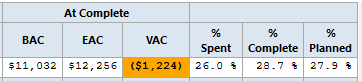 At Complete
BAC EAC VAC % Spent % Complete % Planned
$11,032 $12,256 ($1,224) 26.0 % 28.7 % 27.9 %